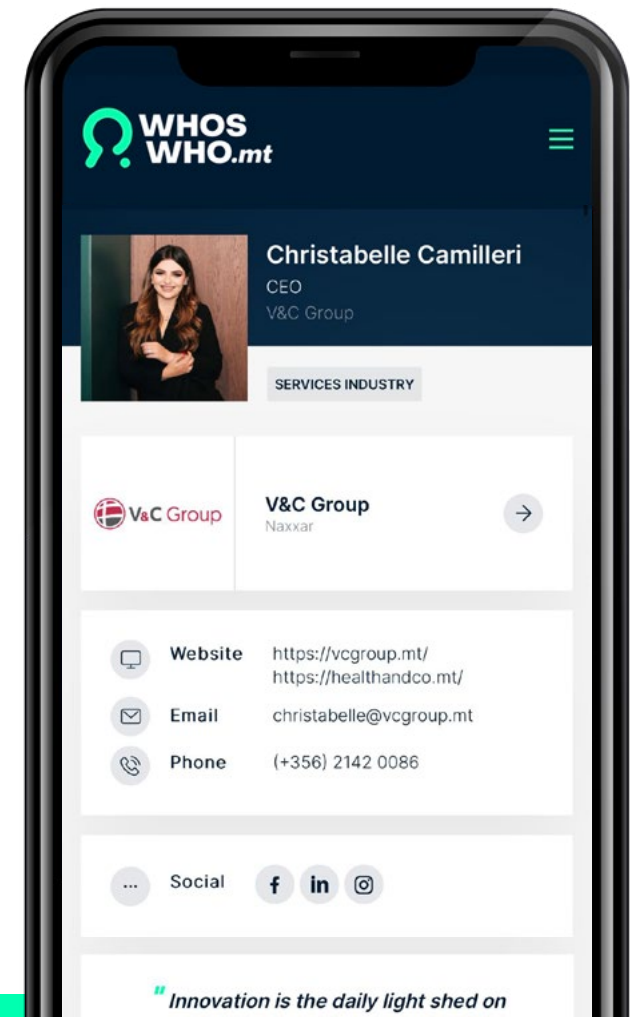 WHOS
WHO.mt
Christabelle Camilleri
CEO
V&C Group
SERVICES INDUSTRY
V&C Group
V&C Group
Naxxar
Website https://vcgroup.mt/
https://healthandco.mt/
Email christabelle@vcgroup.mt
Phone (+356) 2142 0086
... Social f in
" Innovation is the daily light shed on